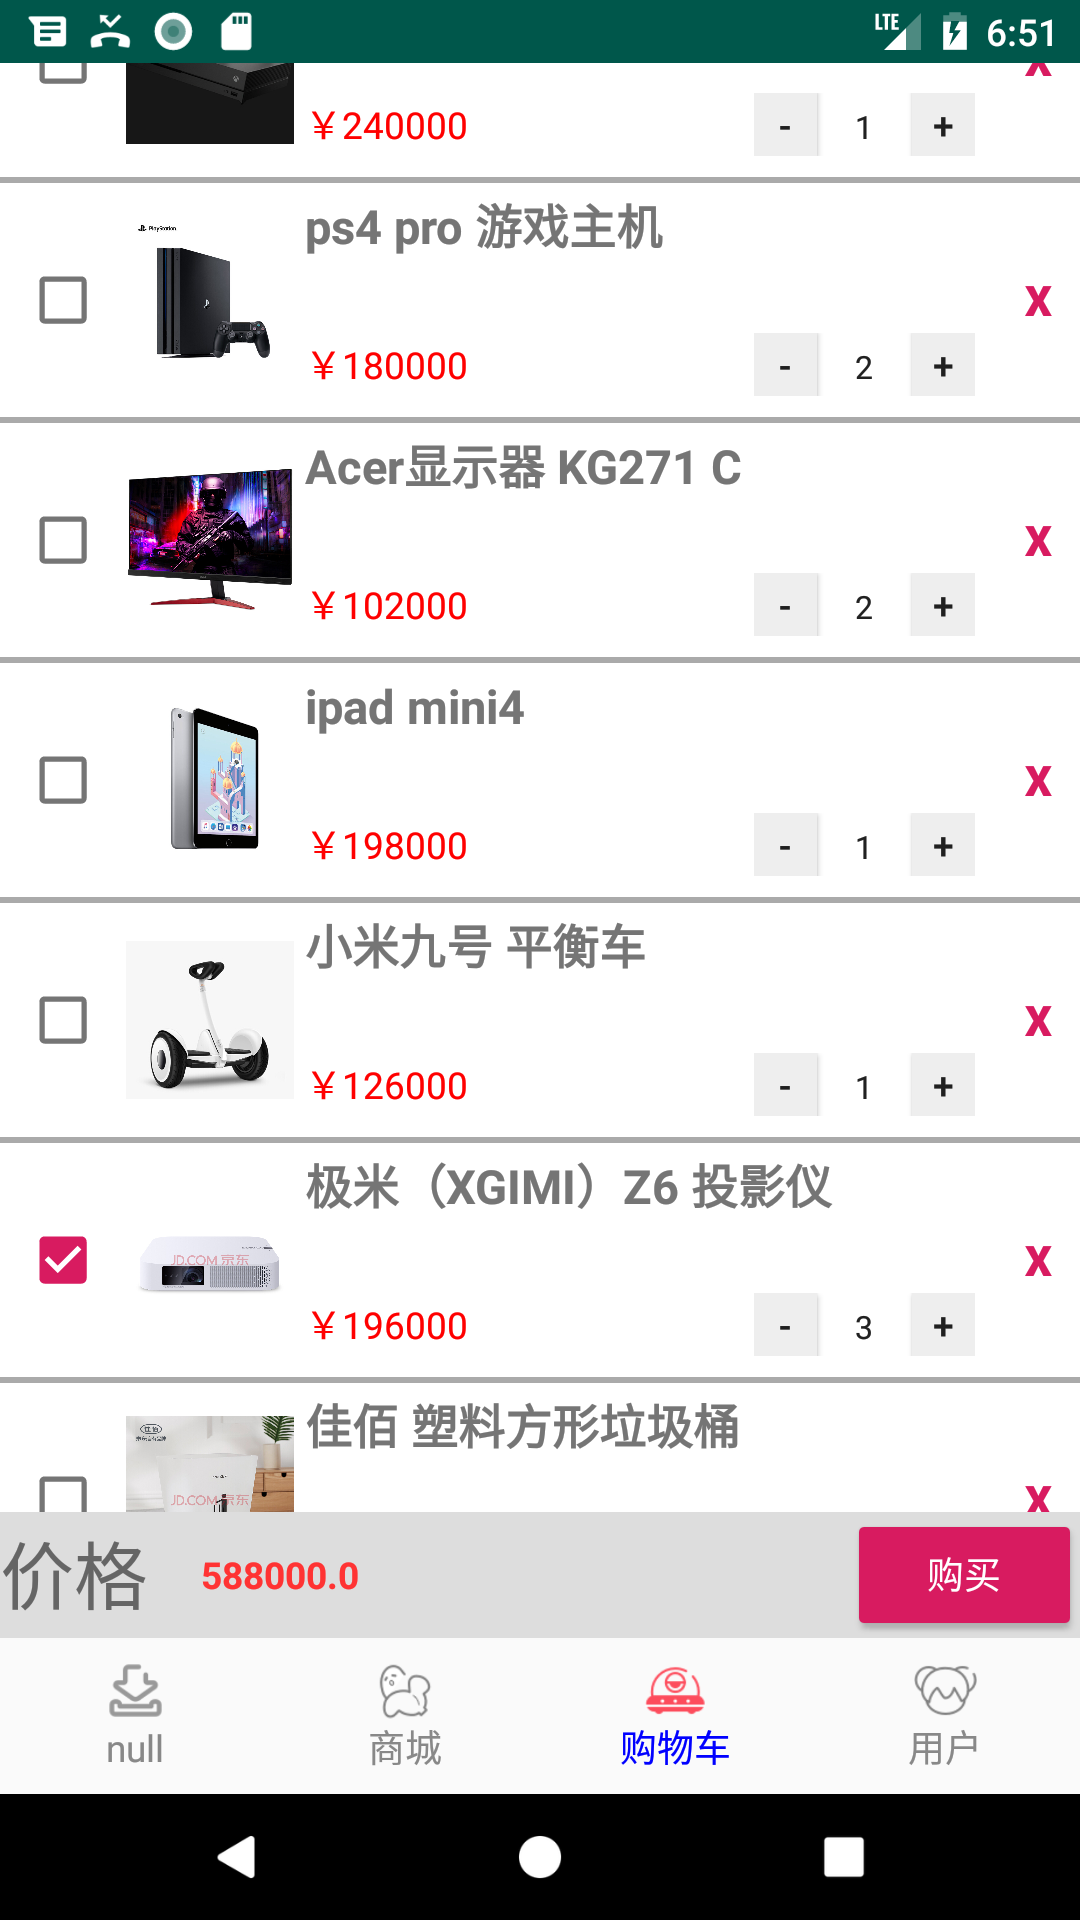 LTE 6:51
X
￥240000 - 1 +
PlayStation
ps4 pro 游戏主机
X
￥180000 - 2 +
Acer显示器 KG271 C
X
￥102000 - 2 +
ipad mini4
X
￥198000 - 1 +
小米九号 平衡车
X
￥126000 - 1 +
极米（XGIMI）Z6 投影仪
JD.COM 京东
X
￥196000 - 3 +
佳佰 塑料方形垃圾桶
佳佰
JD.COM 京东
X
价格 588000.0 购买
null 商城 购物车 用户